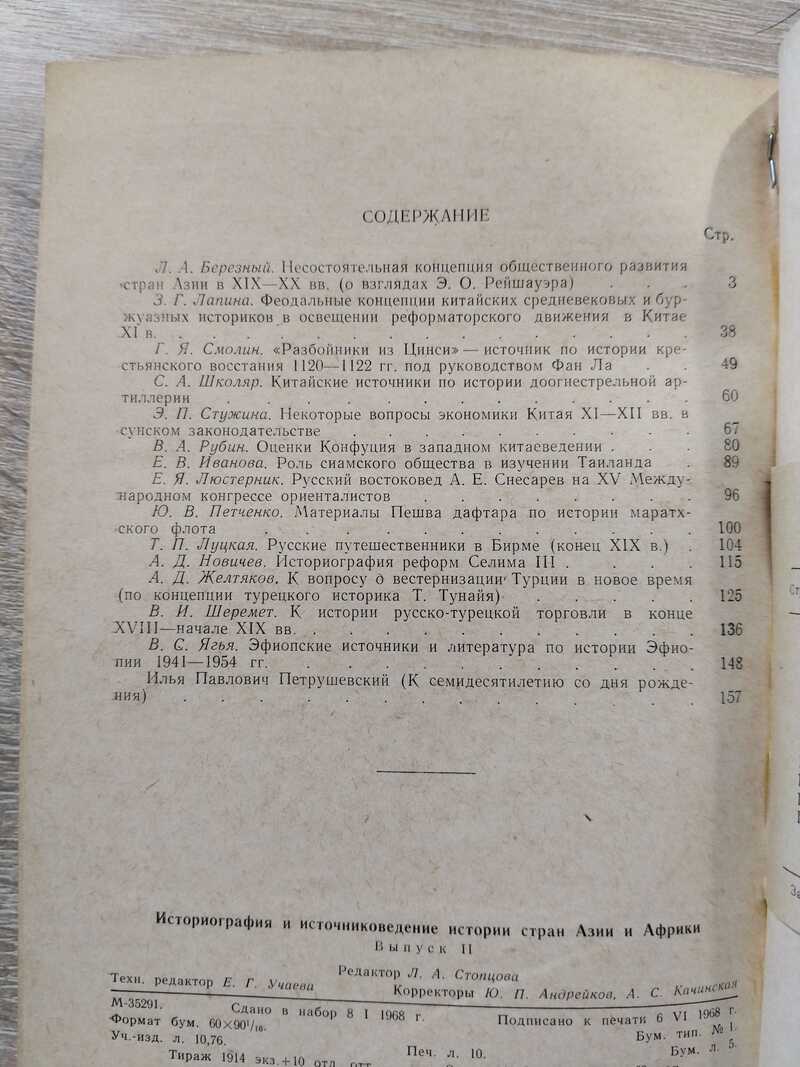 СОДЕРЖАНИЕ
Стр.
Л. А. Березный. Несостоятельная концепция общественного развития
стран Азии в XIX—XX вв. (о взглядах Э. О. Рейшауэра) . . . 3
З. Г. Лапина. Феодальные концепции китайских средневековых и бур-
жуазных историков в освещении реформаторского движения в Китае
XI в. . . . . . . . . . . . . 38
Г. Я. Смолин. «Разбойники из Цинси» — источник по истории кре-
стьянского восстания 1120—1122 гг. под руководством Фан Ла . . 49
С. А. Школяр. Китайские источники по истории доогнестрельной ар-
тиллерии . . . . . . . . . . . 60
Э. П. Стужина. Некоторые вопросы экономики Китая XI—XII вв. в
сунском законодательстве . . . . . . . . 67
В. А. Рубин. Оценки Конфуция в западном китаеведении . . . 80
Е. В. Иванова. Роль сиамского общества в изучении Таиланда . 89
Е. Я. Люстерник. Русский востоковед А. Е. Снесарев на XV Между-
народном конгрессе ориенталистов . . . . . . . 96
Ю. В. Петченко. Материалы Пешва дафтара по истории маратх-
ского флота . . . . . . . . . . 100
Т. П. Луцкая. Русские путешественники в Бирме (конец XIX в.) . 104
А. Д. Новичев. Историография реформ Селима III . . . . 115
А. Д. Желтяков. К вопросу о вестернизации Турции в новое время
(по концепции турецкого историка Т. Тунайя) . . . . . 125
В. И. Шеремет. К истории русско-турецкой торговли в конце
XVIII—начале XIX вв. . . . . . . . . . 136
В. С. Ягья. Эфиопские источники и литература по истории Эфио-
пии 1941—1954 гг. . . . . . . . . . 148
Илья Павлович Петрушевский (К семидесятилетию со дня рожде-
ния) . . . . . . . . . . . . 157
Историография и источниковедение истории стран Азии и Африки
Выпуск II
Редактор Л. А. Стопцова
Техн. редактор Е. Г. Учаева Корректоры Ю. П. Андрейков, А. С. Качинская
М-35291. Сдано в набор 8 I 1968 г. Подписано к печати 6 VI 1968 г.
Формат бум. 60×90 1/16. Бум. тип. № 1.
Уч.-изд. л. 10,76. Печ. л. 10. Бум. л. 5.
Тираж 1914 экз.+10 отд. отт.